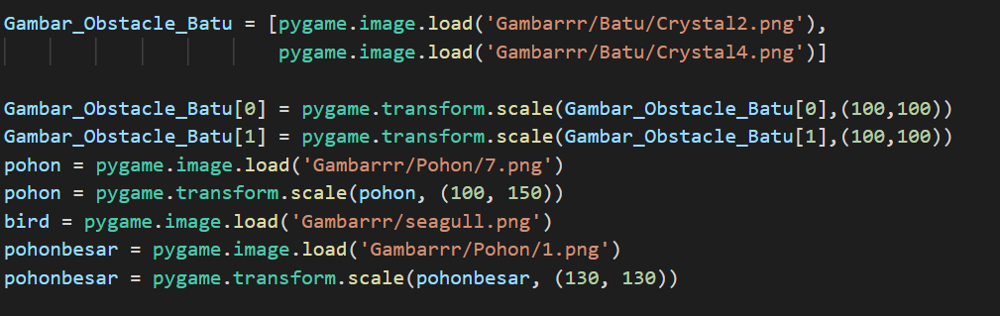 Gambar_Obstacle_Batu = [pygame.image.load('Gambarrr/Batu/Crystal2.png'),
                        pygame.image.load('Gambarrr/Batu/Crystal4.png')]
Gambar_Obstacle_Batu[0] = pygame.transform.scale(Gambar_Obstacle_Batu[0],(100,100))
Gambar_Obstacle_Batu[1] = pygame.transform.scale(Gambar_Obstacle_Batu[1],(100,100))
pohon = pygame.image.load('Gambarrr/Pohon/7.png')
pohon = pygame.transform.scale(pohon, (100, 150))
bird = pygame.image.load('Gambarrr/seagull.png')
pohonbesar = pygame.image.load('Gambarrr/Pohon/1.png')
pohonbesar = pygame.transform.scale(pohonbesar, (130, 130))